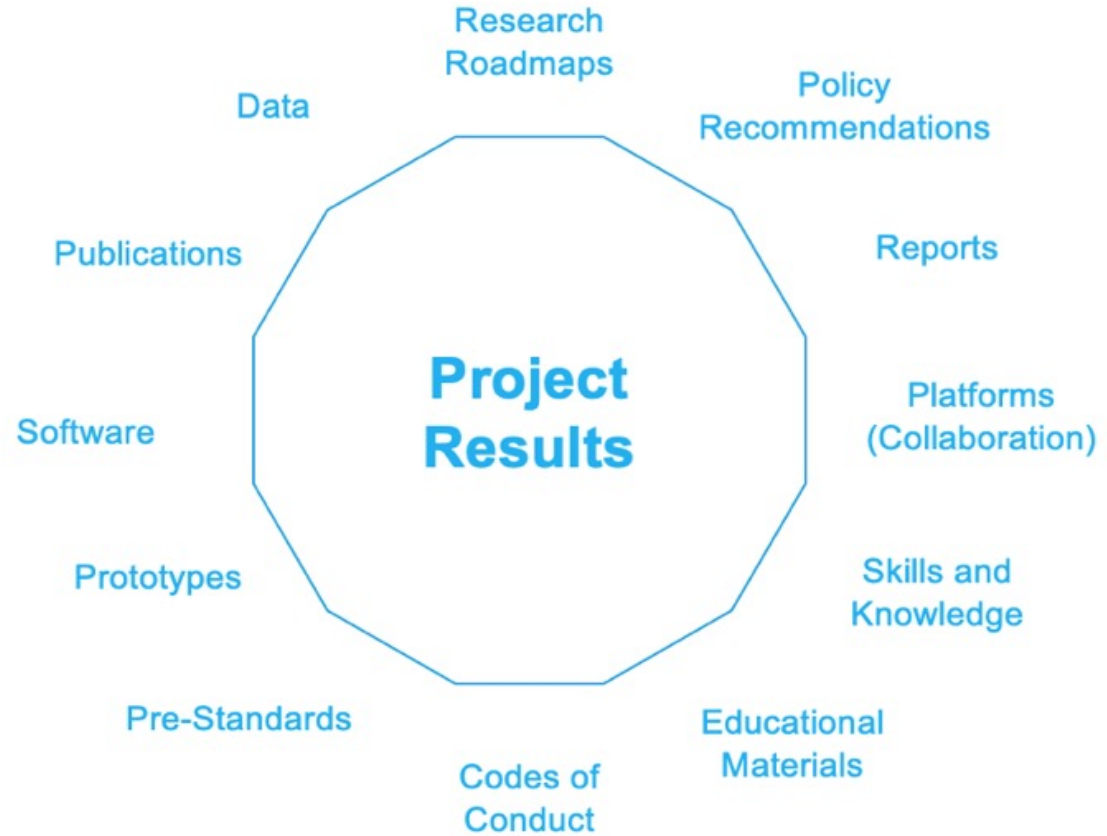 Research
Roadmaps
Policy
Recommendations
Reports
Platforms
(Collaboration)
Skills and
Knowledge
Educational
Materials
Codes of
Conduct
Pre-Standards
Prototypes
Software
Publications
Data
Project
Results